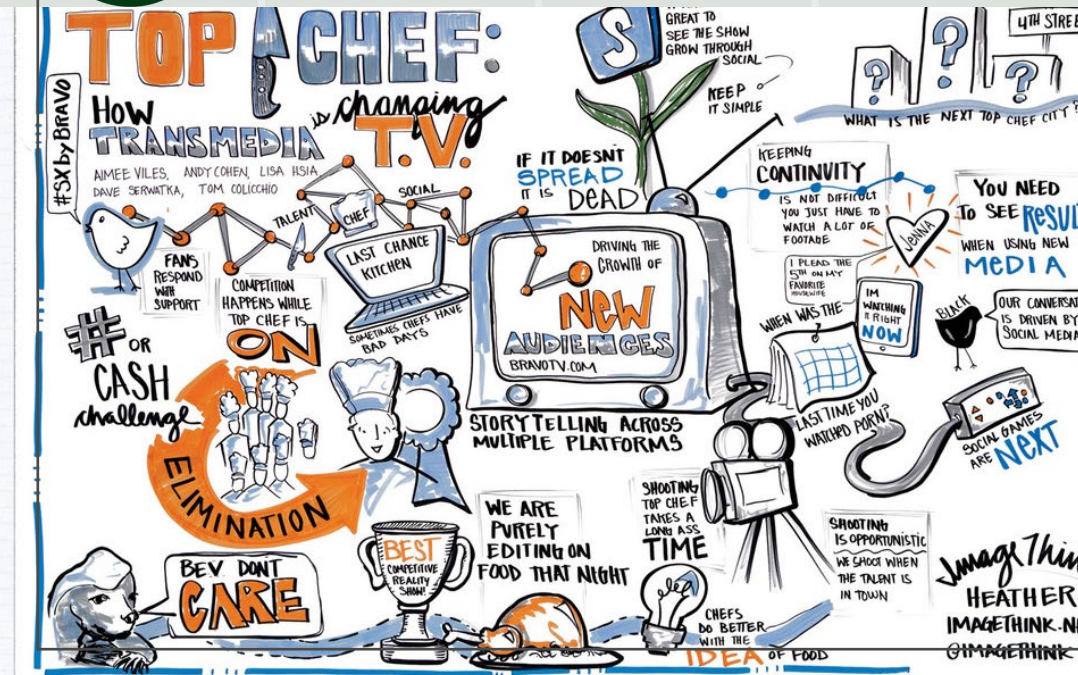 TOP CHEF:
HOW
TRANSMEDIA
is changing
T.V.
#SXbyBRAVO
AIMEE VILES, ANDY COHEN, LISA HSIA,
DAVE SERWATKA, TOM COLICCHIO
FANS
RESPOND
WITH
SUPPORT
TALENT
CHEF
SOCIAL
LAST CHANCE
KITCHEN
SOMETIMES CHEFS HAVE
BAD DAYS
COMPETITION
HAPPENS WHILE
TOP CHEF IS
ON
# OR
CASH
challenge
ELIMINATION
BEV. DON'T
CARE
BEST
COMPETITIVE
REALITY
SHOW!
S
GREAT TO
SEE THE SHOW
GROW THROUGH
SOCIAL
KEEP
IT SIMPLE
IF IT DOESN'T
SPREAD
IT IS DEAD
DRIVING THE
GROWTH OF
NEW
AUDIENCES
BRAVOTV.COM
STORYTELLING ACROSS
MULTIPLE PLATFORMS
WE ARE
PURELY
EDITING ON
FOOD THAT NIGHT
SHOOTING
TOP CHEF
TAKES A
LONG ASS
TIME
idea
CHEFS
DO BETTER
WITH THE
IDEA OF FOOD
? ? ?
4TH STREE
WHAT IS THE NEXT TOP CHEF CITY?
KEEPING
CONTINUITY
IS NOT DIFFICULT
YOU JUST HAVE TO
WATCH A LOT OF
FOOTAGE
I PLEAD THE
5TH ON MY
FAVORITE
HOUSEWIFE
JENNA
YOU NEED
TO SEE RESUL
WHEN USING NEW
MEDIA
IM
WATCHING
IT RIGHT
NOW
WHEN WAS THE
LAST TIME YOU
WATCHED PORN?
BLACK
OUR CONVERSAT
IS DRIVEN BY
SOCIAL MEDIA
SOCIAL GAMES
ARE NEXT
SHOOTING
IS OPPORTUNISTIC
WE SHOOT WHEN
THE TALENT IS
IN TOWN
ImageThin
HEATHER
IMAGETHINK.N
@IMAGETHINK